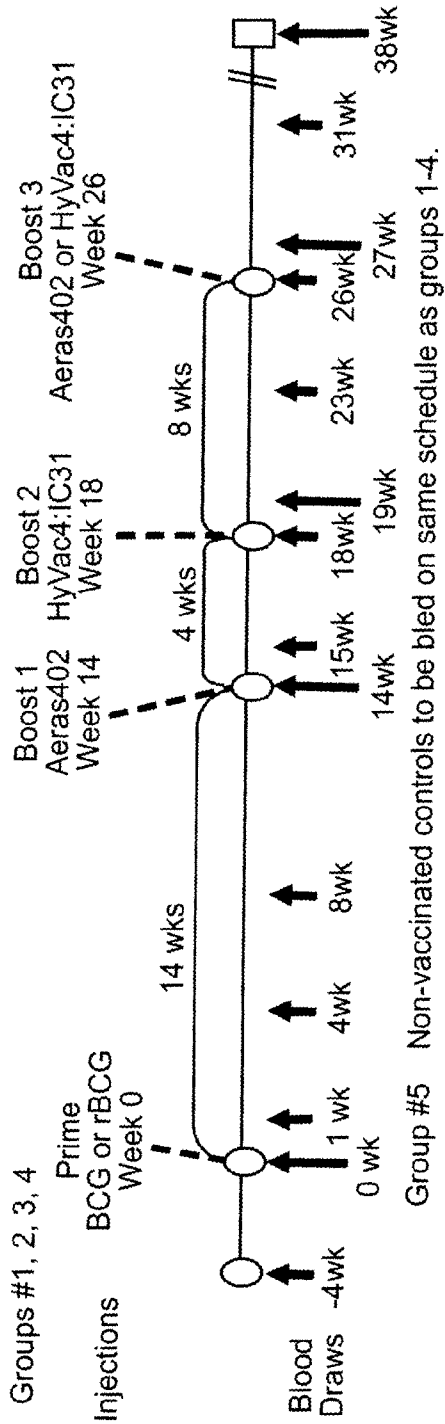 Groups #1, 2, 3, 4
Injections
Prime
BCG or rBCG
Week 0
Boost 1
Aeras402
Week 14
Boost 2
HyVac4:IC31
Week 18
Boost 3
Aeras402 or HyVac4:IC31
Week 26
14 wks
4 wks
8 wks
Blood
Draws
-4wk
0 wk
1 wk
4wk
8wk
14wk
15wk
18wk
19wk
23wk
26wk
27wk
31wk
38wk
Group #5 Non-vaccinated controls to be bled on same schedule as groups 1-4.